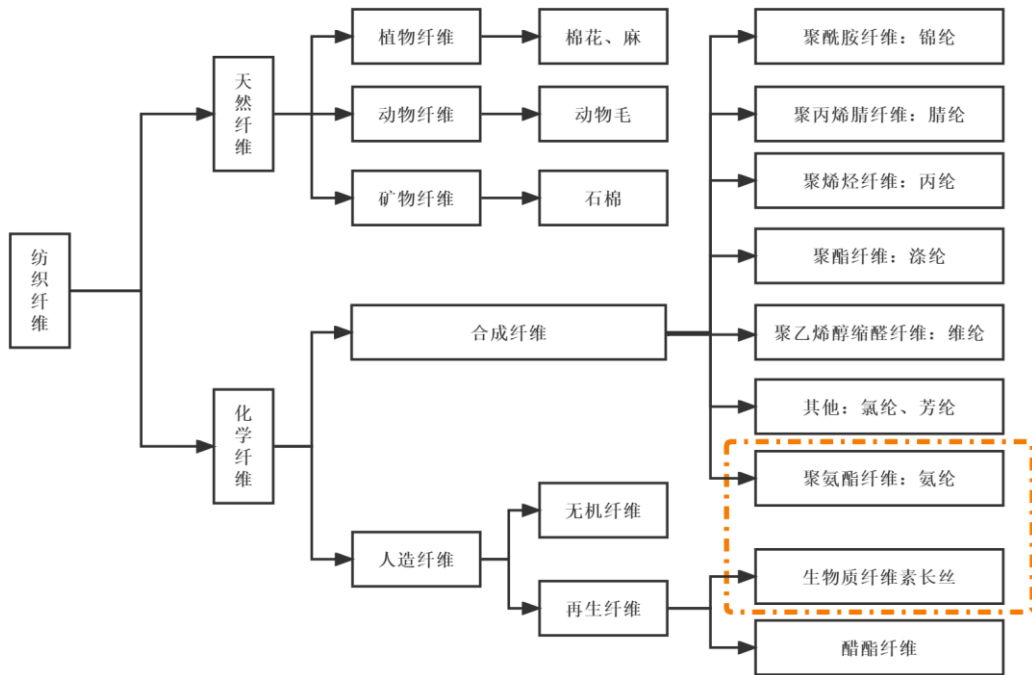 纺织纤维
天然纤维
植物纤维
棉花、麻
动物纤维
动物毛
矿物纤维
石棉
化学纤维
合成纤维
聚酰胺纤维：锦纶
聚丙烯腈纤维：腈纶
聚烯烃纤维：丙纶
聚酯纤维：涤纶
聚乙烯醇缩醛纤维：维纶
其他：氯纶、芳纶
聚氨酯纤维：氨纶
人造纤维
无机纤维
再生纤维
生物质纤维素长丝
醋酯纤维